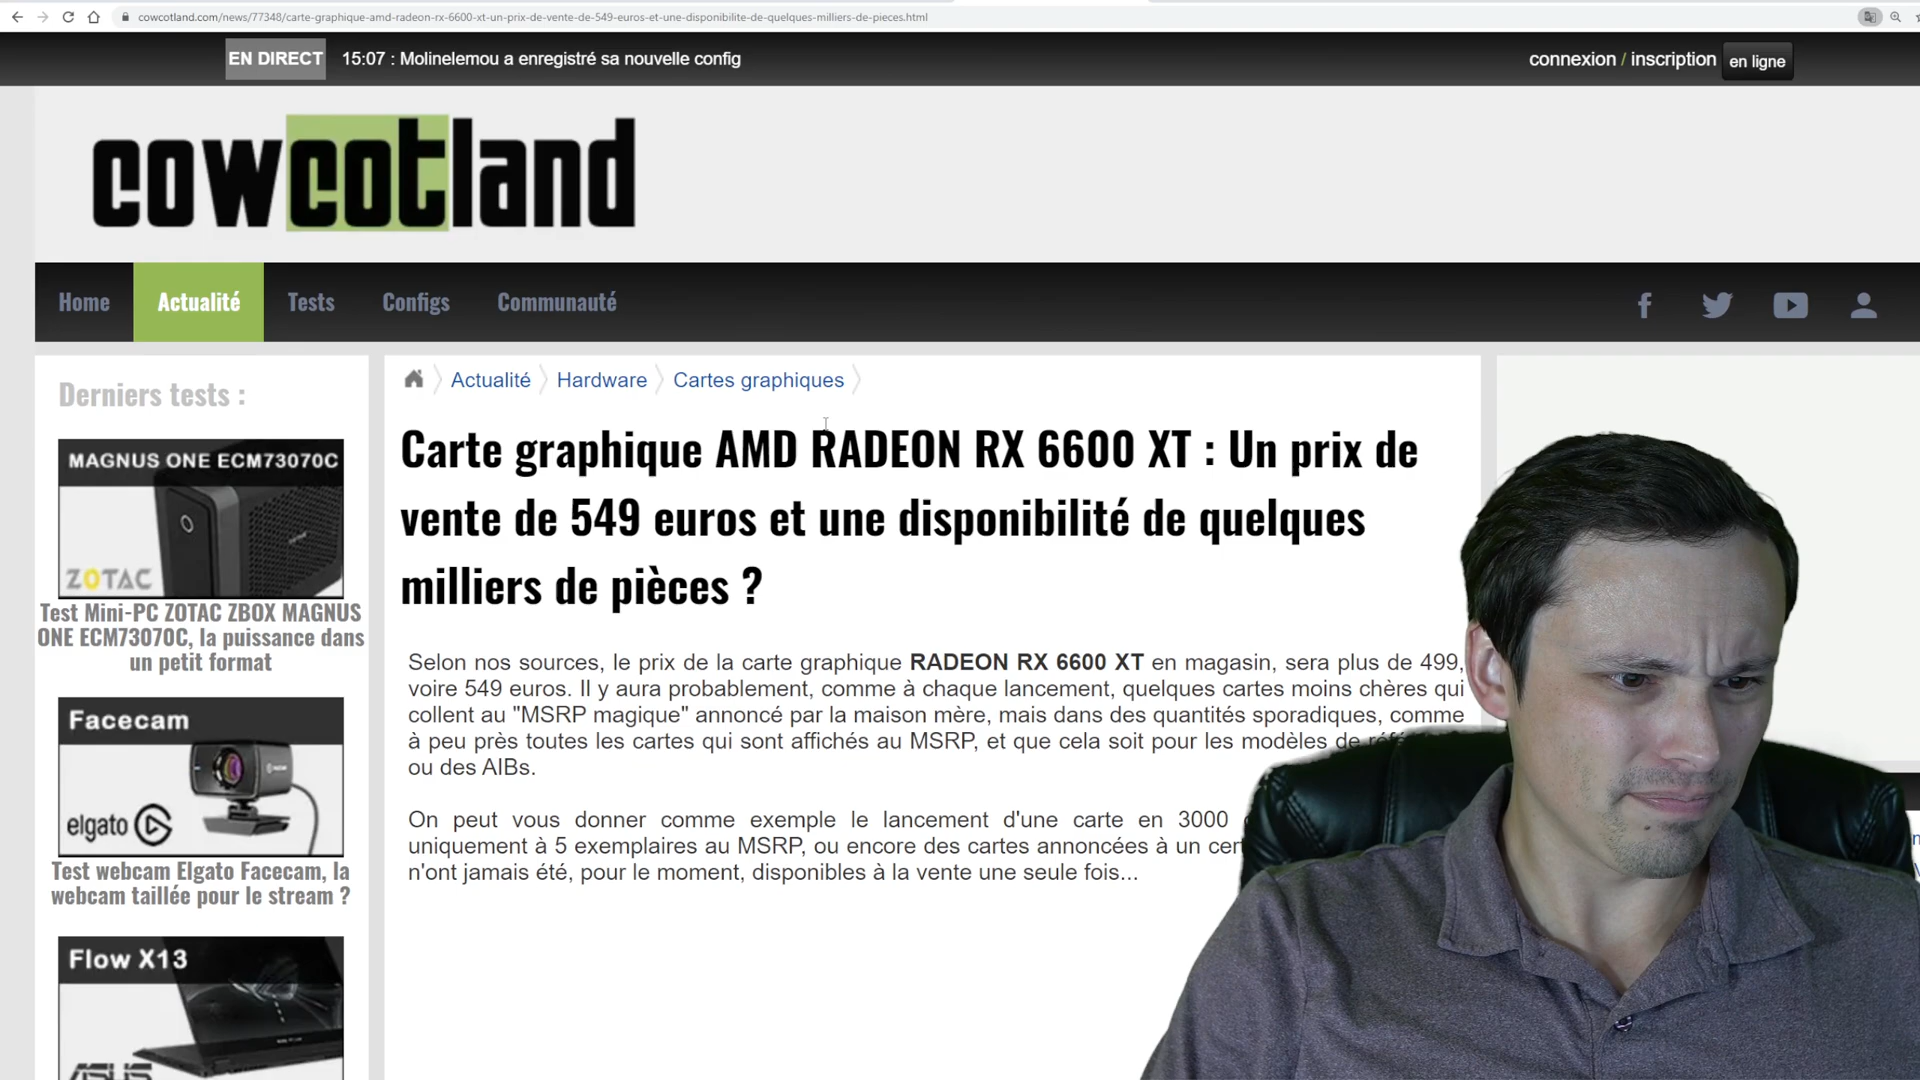 cowcotland.com/news/77348/carte-graphique-amd-radeon-rx-6600-xt-un-prix-de-vente-de-549-euros-et-une-disponibilite-de-quelques-milliers-de-pieces.html
EN DIRECT 15:07 : Molinelemou a enregistré sa nouvelle config
connexion / inscription en ligne
cowcotland
Home Actualité Tests Configs Communauté
Derniers tests :
MAGNUS ONE ECM73070C
ZOTAC
Test Mini-PC ZOTAC ZBOX MAGNUS
ONE ECM73070C, la puissance dans
un petit format
Facecam
elgato
Test webcam Elgato Facecam, la
webcam taillée pour le stream ?
Flow X13
ASUS
Actualité Hardware Cartes graphiques
Carte graphique AMD RADEON RX 6600 XT : Un prix de
vente de 549 euros et une disponibilité de quelques
milliers de pièces ?
Selon nos sources, le prix de la carte graphique RADEON RX 6600 XT en magasin, sera plus de 499,
voire 549 euros. Il y aura probablement, comme à chaque lancement, quelques cartes moins chères qui
collent au "MSRP magique" annoncé par la maison mère, mais dans des quantités sporadiques, comme
à peu près toutes les cartes qui sont affichés au MSRP, et que cela soit pour les modèles de
ou des AIBs.
On peut vous donner comme exemple le lancement d'une carte en 3000
uniquement à 5 exemplaires au MSRP, ou encore des cartes annoncées à un
n'ont jamais été, pour le moment, disponibles à la vente une seule fois...